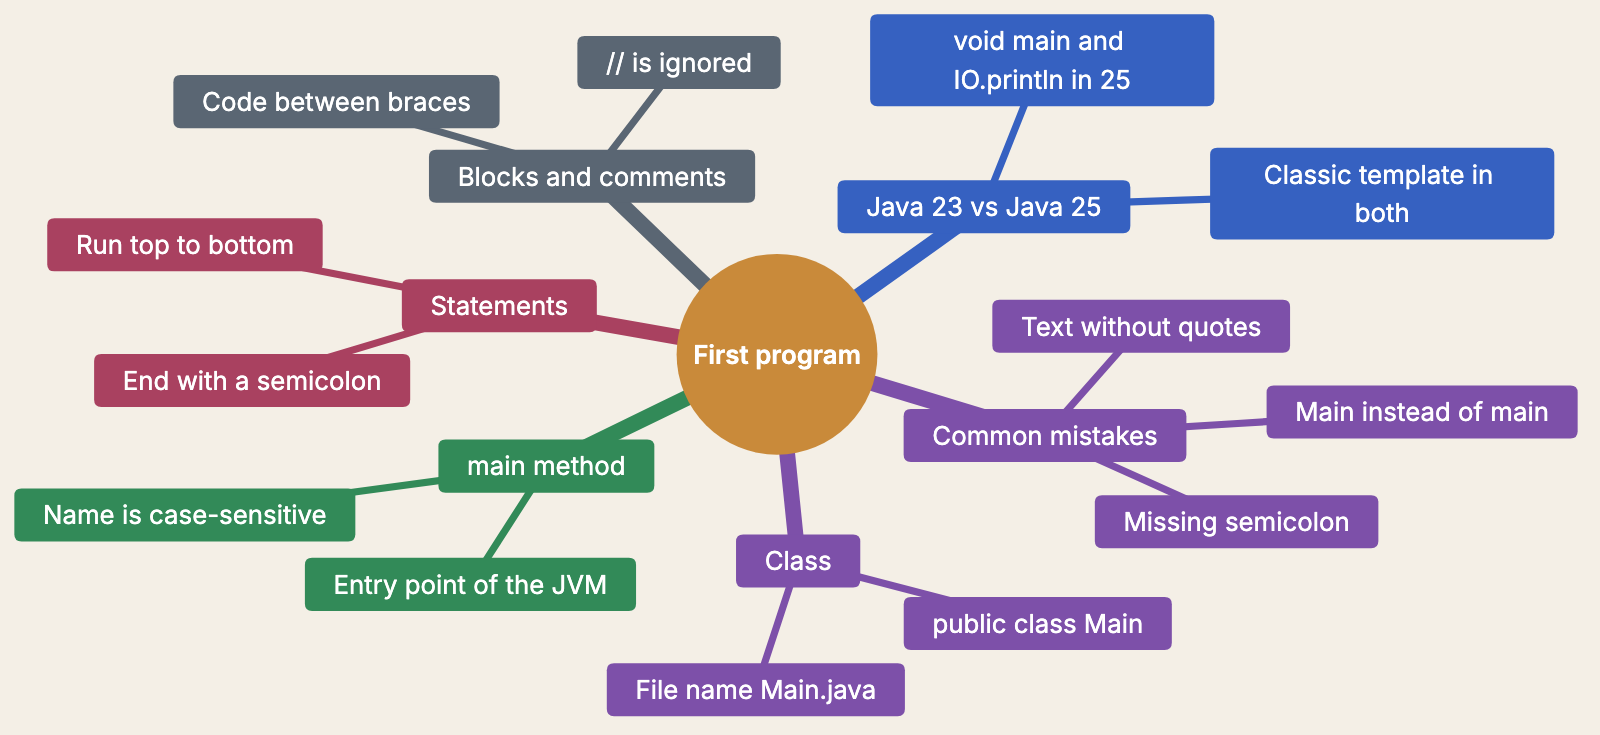 // is ignored
Code between braces
Blocks and comments
void main and
IO.println in 25
Java 23 vs Java 25
Classic template in
both
Run top to bottom
Statements
End with a semicolon
First program
Text without quotes
Common mistakes
Main instead of main
Missing semicolon
main method
Name is case-sensitive
Entry point of the JVM
Class
public class Main
File name Main.java